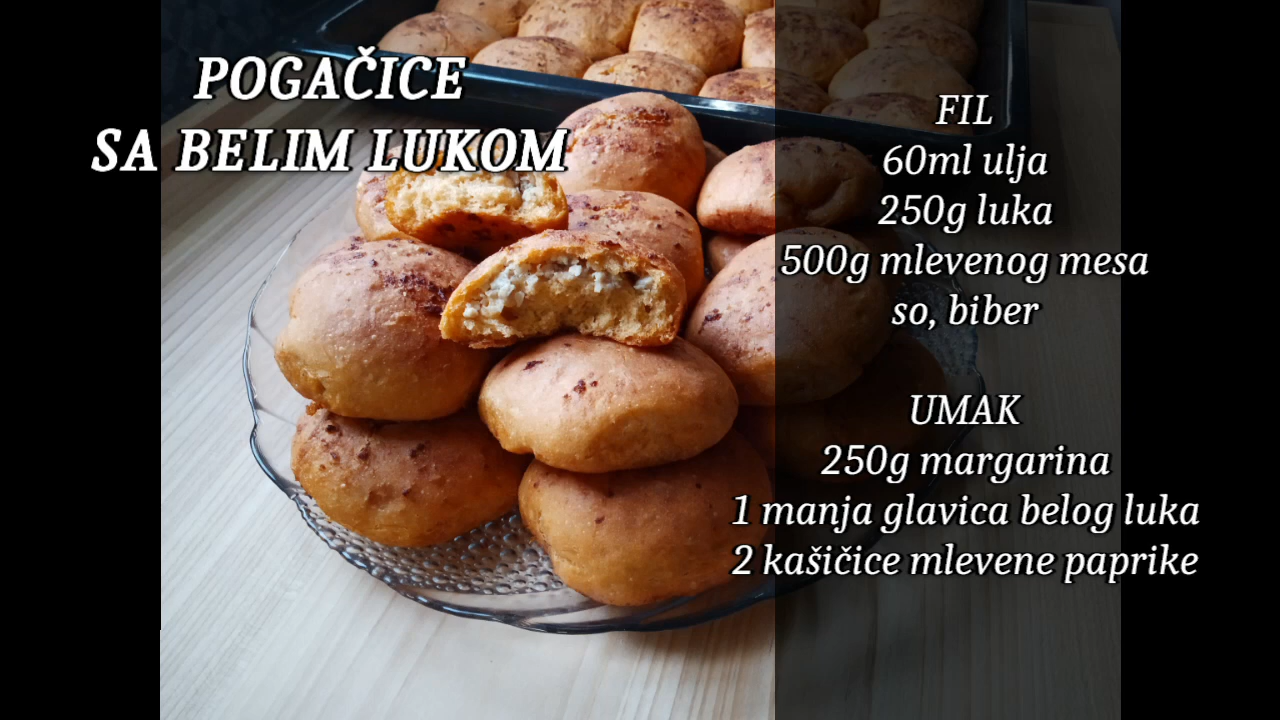 POGAČICE
SA BELIM LUKOM
FIL
60ml ulja
250g luka
500g mlevenog mesa
so, biber
UMAK
250g margarina
1 manja glavica belog luka
2 kašičice mlevene paprike